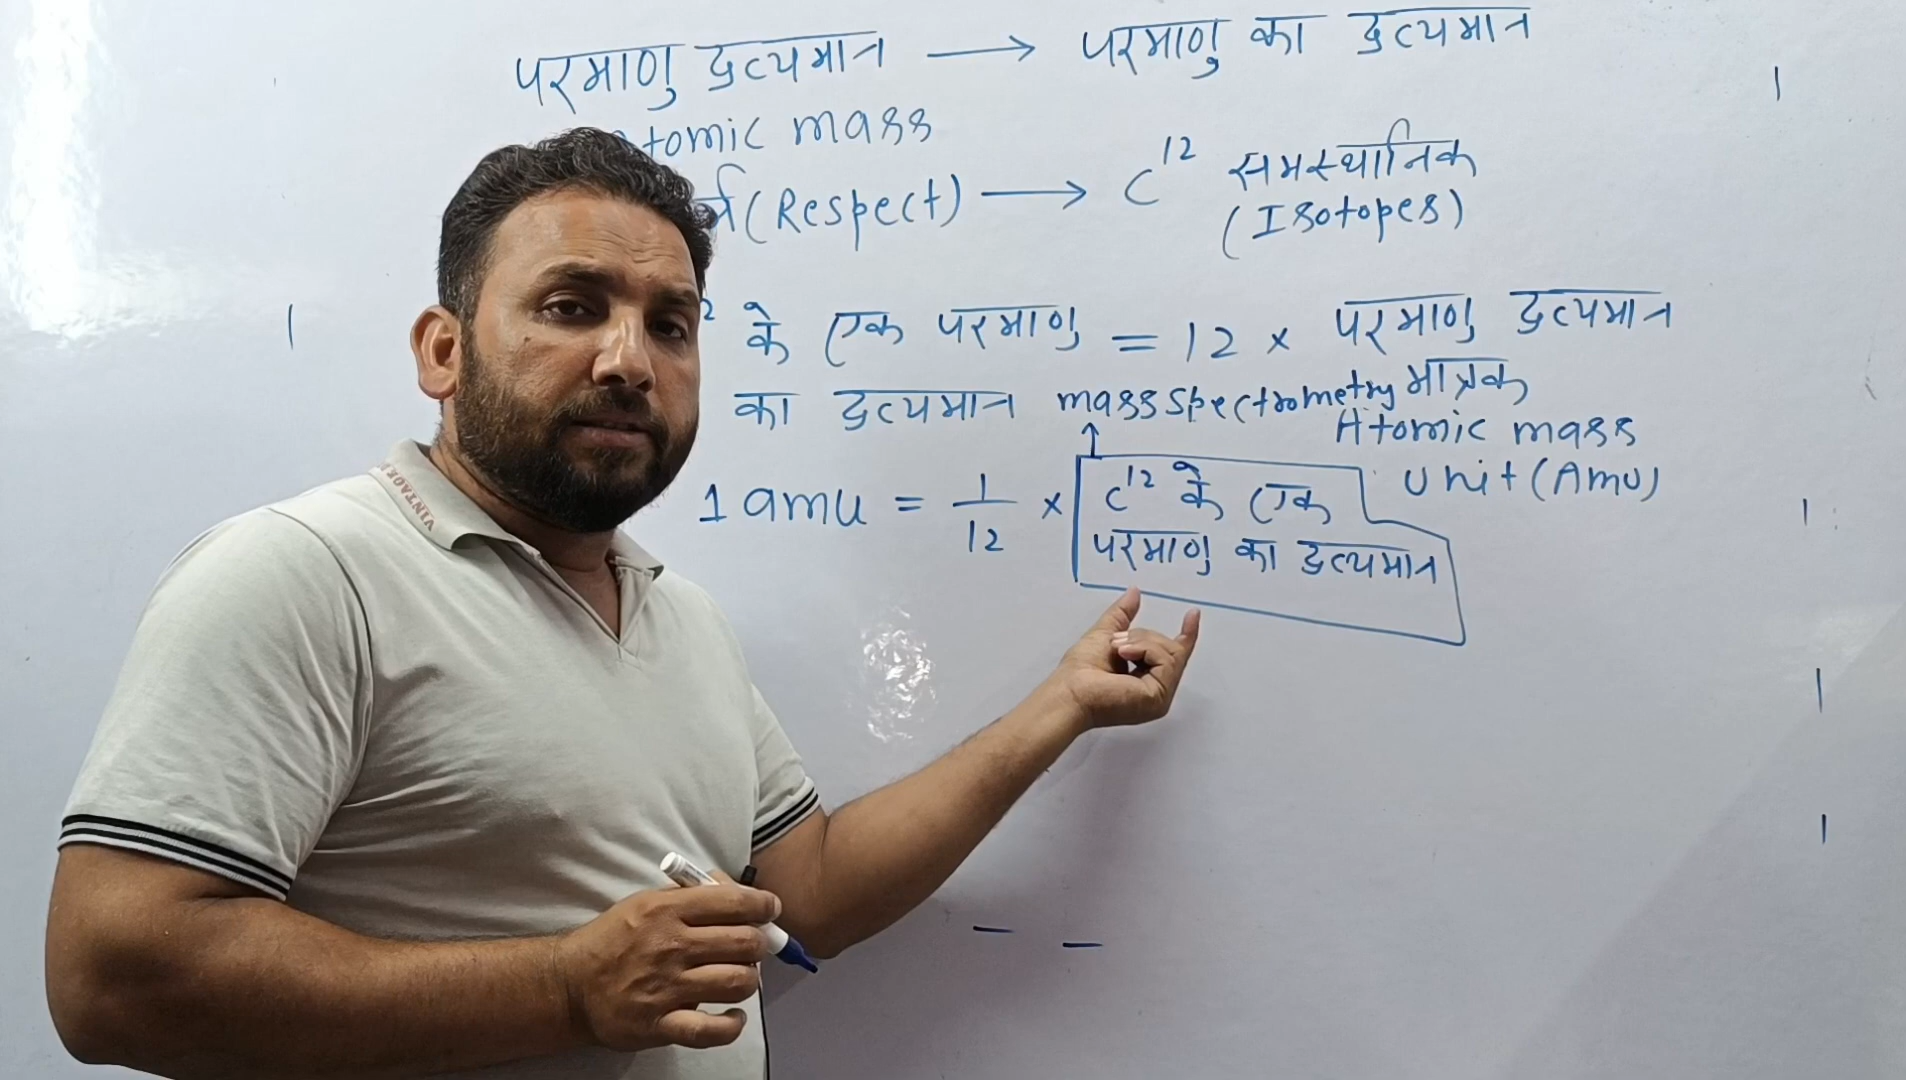 परमाणु द्रव्यमान → परमाणु का द्रव्यमान
tomic mass
(Respect) → C¹² समस्थानिक
(Isotopes)
² के एक परमाणु = 12 × परमाणु द्रव्यमान
का द्रव्यमान mass spectrometry मात्रक
Atomic mass
Unit (Amu)
1 amu = 1/12 × C¹² के एक
परमाणु का द्रव्यमान
VINTAGE